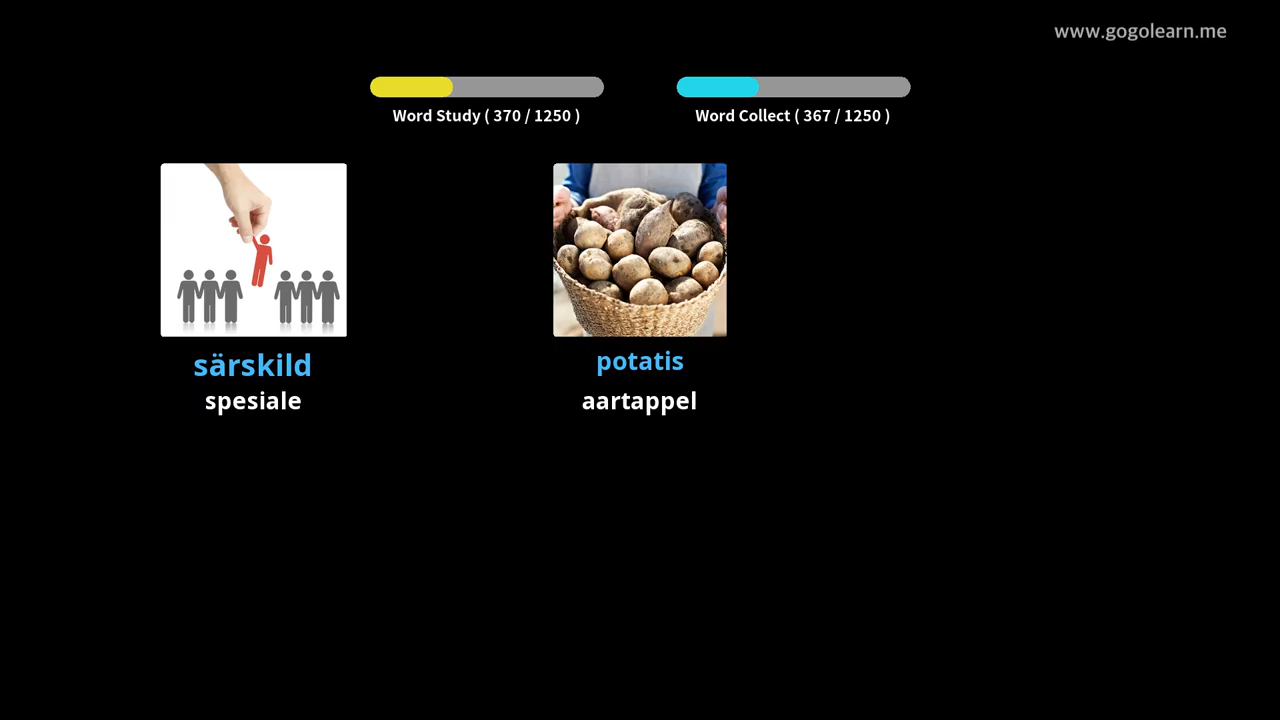 www.gogolearn.me
Word Study ( 370 / 1250 )
Word Collect ( 367 / 1250 )
särskild
spesiale
potatis
aartappel